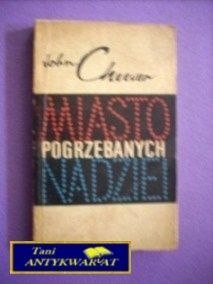 John Cheever
MIASTO
POGRZEBANYCH
NADZIEI
Tani
ANTYKWARIAT